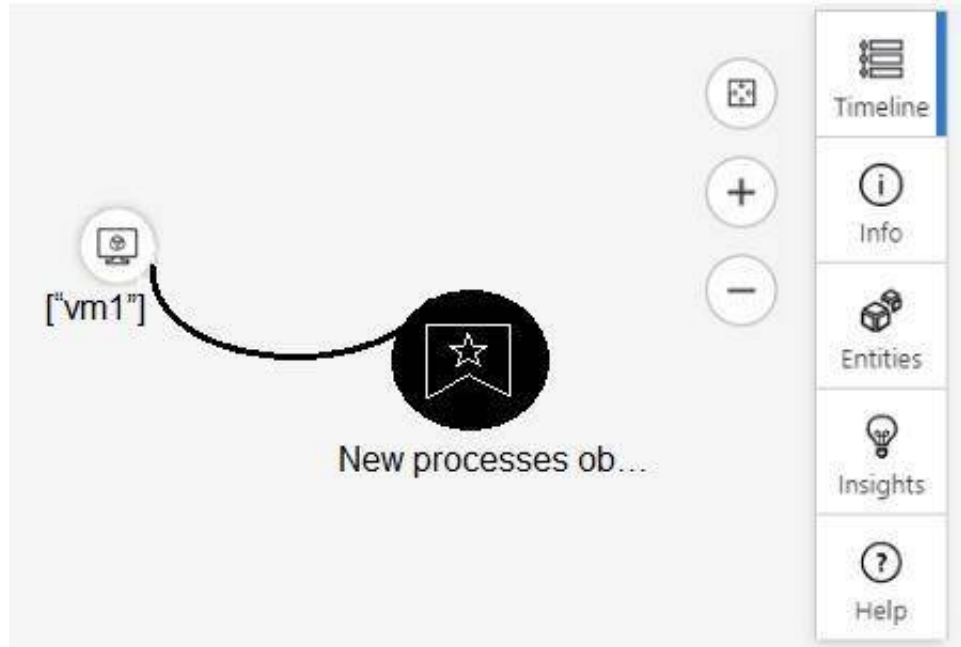 Timeline
Info
["vm1"]
Entities
New processes ob...
Insights
Help